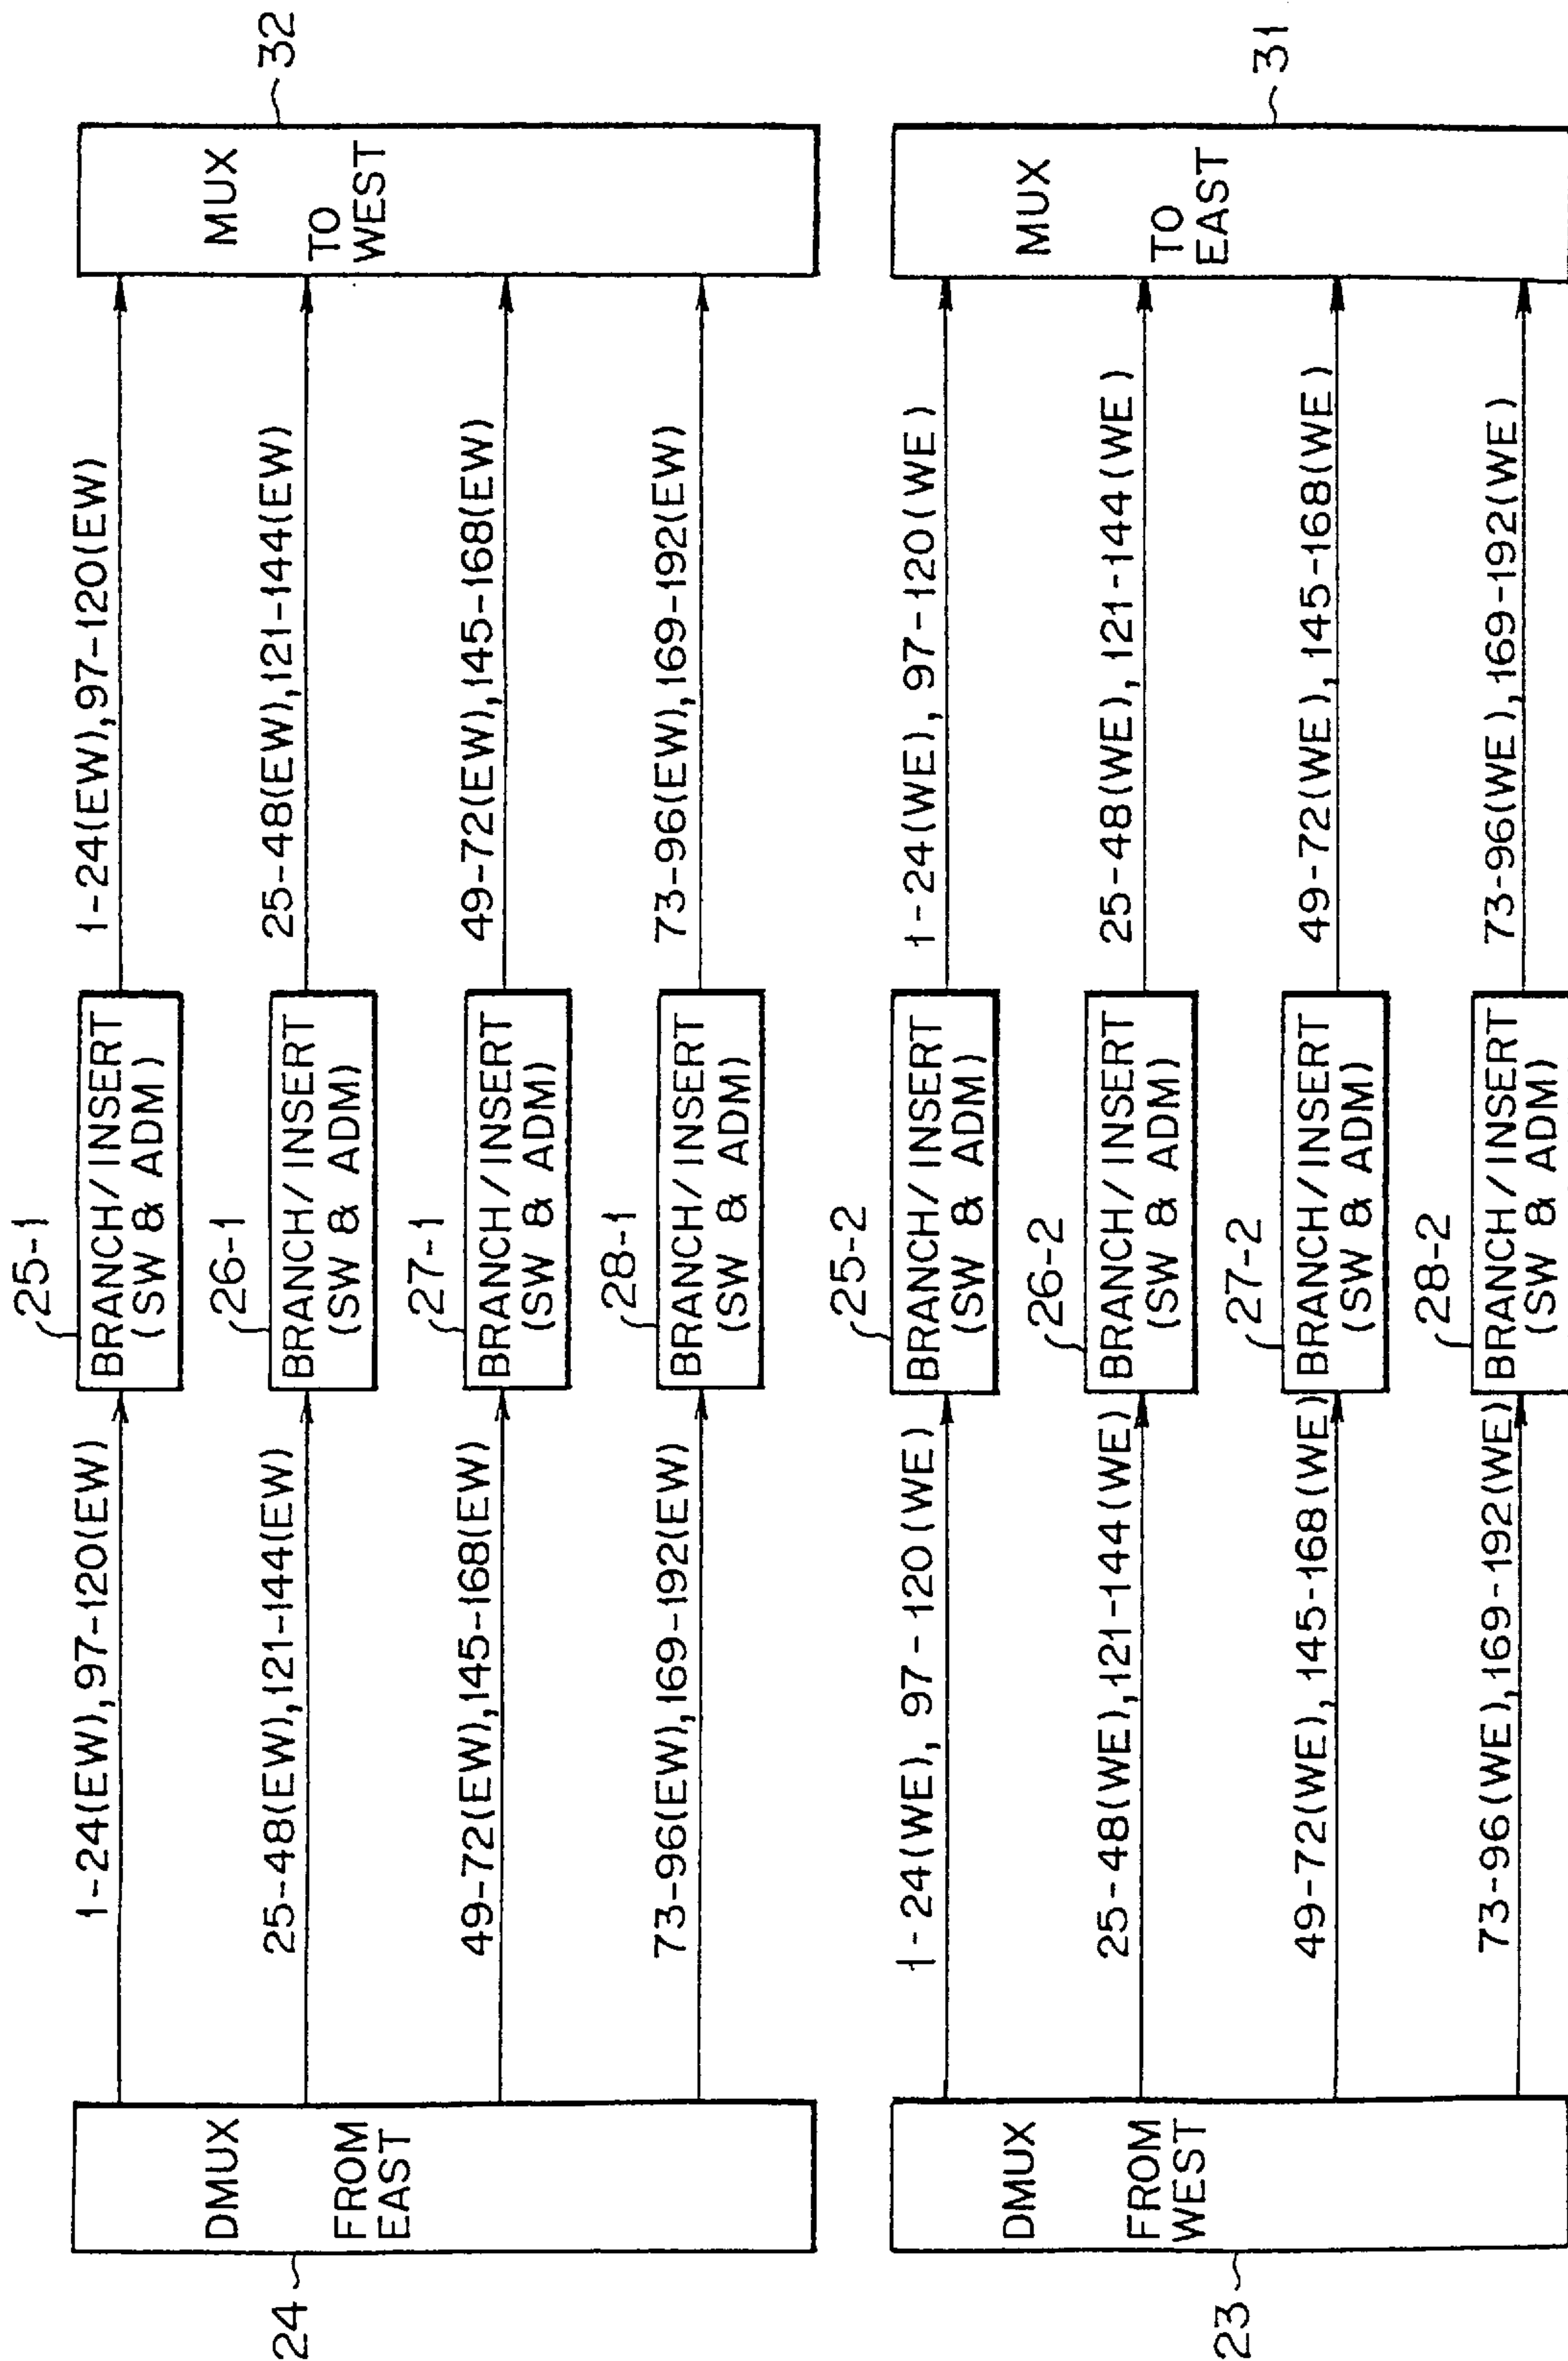 24
DMUX
FROM
EAST
1-24(EW),97-120(EW)
25-48(EW),121-144(EW)
49-72(EW),145-168(EW)
73-96(EW),169-192(EW)
25-1
BRANCH/INSERT
(SW & ADM)
26-1
BRANCH/INSERT
(SW & ADM)
27-1
BRANCH/INSERT
(SW & ADM)
28-1
BRANCH/INSERT
(SW & ADM)
1-24(EW),97-120(EW)
25-48(EW),121-144(EW)
49-72(EW),145-168(EW)
73-96(EW),169-192(EW)
MUX
TO
WEST
32
23
DMUX
FROM
WEST
1-24(WE), 97-120(WE)
25-48(WE),121-144(WE)
49-72(WE), 145-168(WE)
73-96(WE),169-192(WE)
25-2
BRANCH/INSERT
(SW & ADM)
26-2
BRANCH/INSERT
(SW & ADM)
27-2
BRANCH/INSERT
(SW & ADM)
28-2
BRANCH/INSERT
(SW & ADM)
1-24(WE), 97-120(WE)
25-48(WE), 121-144(WE)
49-72(WE), 145-168(WE)
73-96(WE),169-192(WE)
MUX
TO
EAST
31